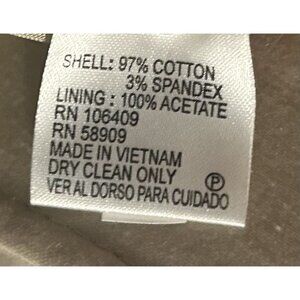 SHELL: 97% COTTON
3% SPANDEX
LINING : 100% ACETATE
RN 106409
RN 58909
MADE IN VIETNAM
DRY CLEAN ONLY Ⓟ
VER AL DORSO PARA CUIDADO